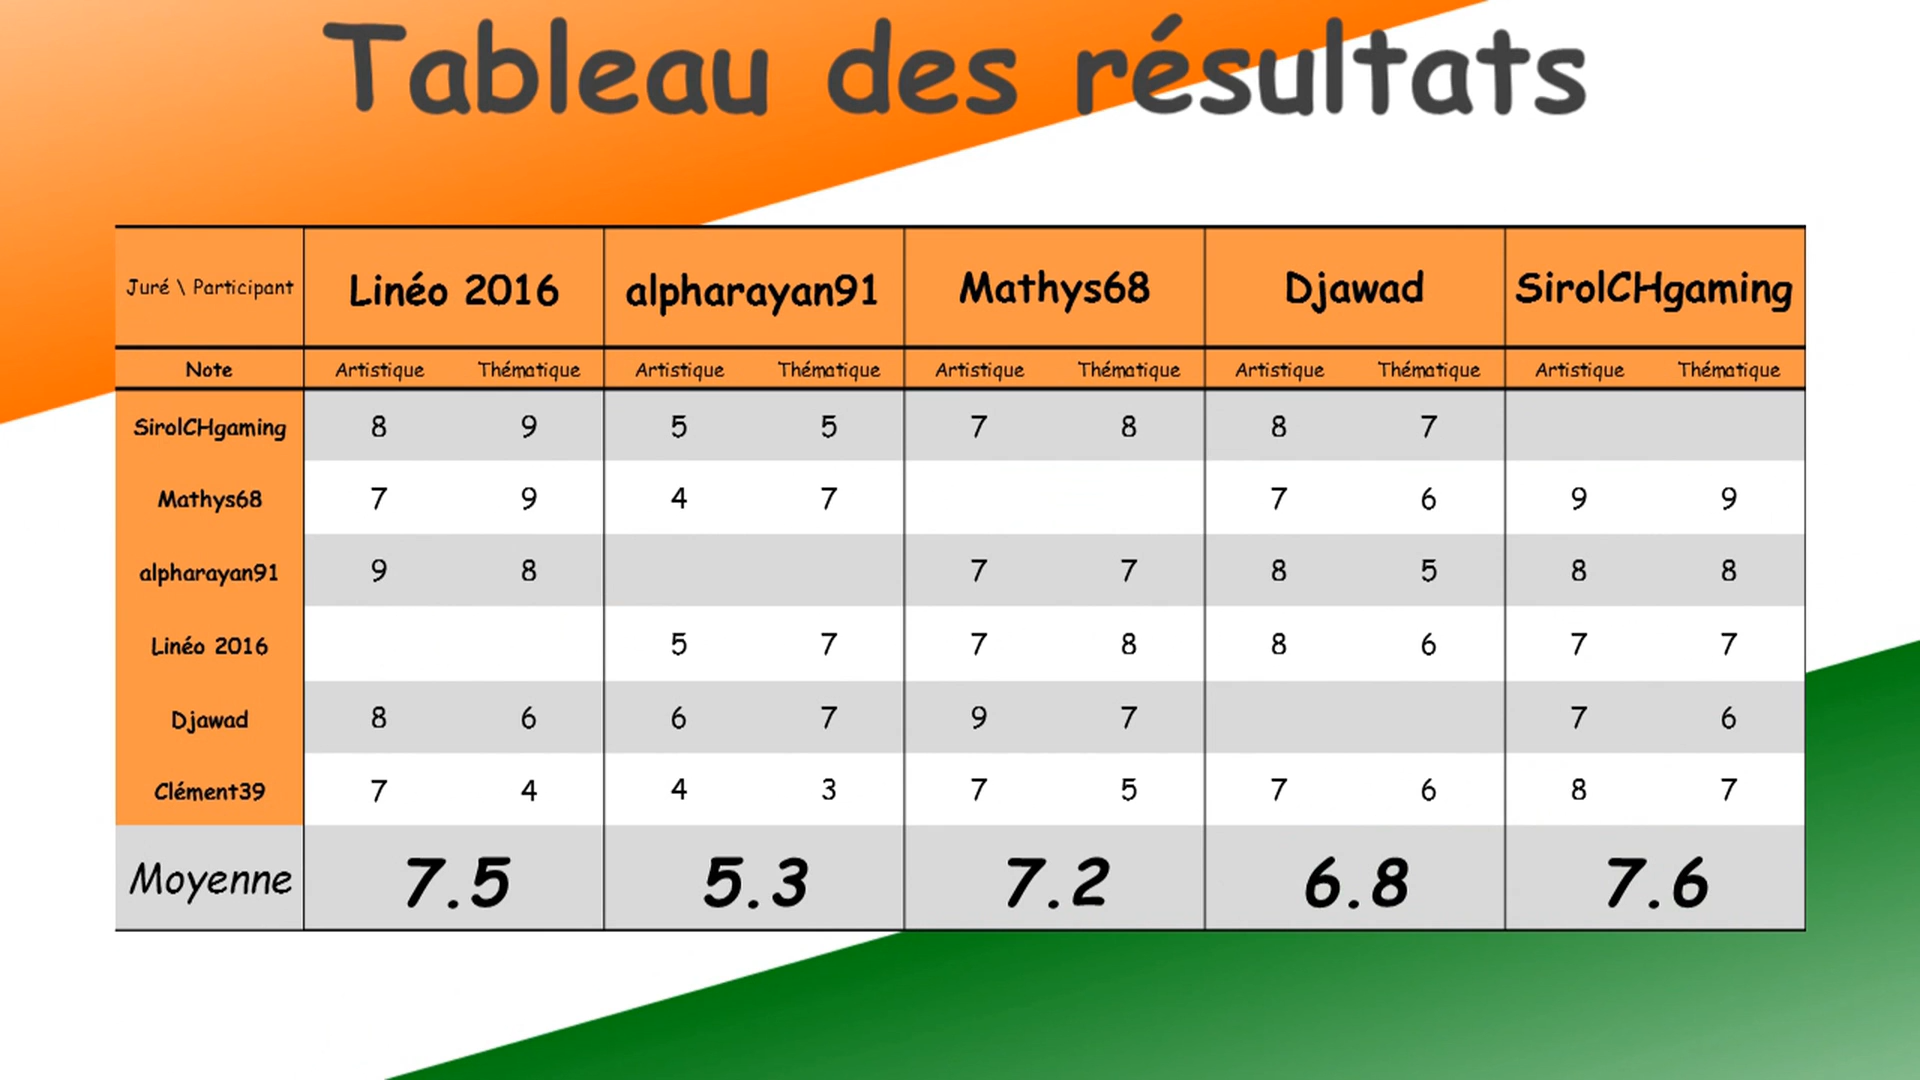 Tableau des résultats
Juré \ Participant Linéo 2016 alpharayan91 Mathys68 Djawad SirolCHgaming
Note Artistique Thématique Artistique Thématique Artistique Thématique Artistique Thématique Artistique Thématique
SirolCHgaming 8 9 5 5 7 8 8 7
Mathys68 7 9 4 7 7 6 9 9
alpharayan91 9 8 7 7 8 5 8 8
Linéo 2016 5 7 7 8 8 6 7 7
Djawad 8 6 6 7 9 7 7 6
Clément39 7 4 4 3 7 5 7 6 8 7
Moyenne 7.5 5.3 7.2 6.8 7.6